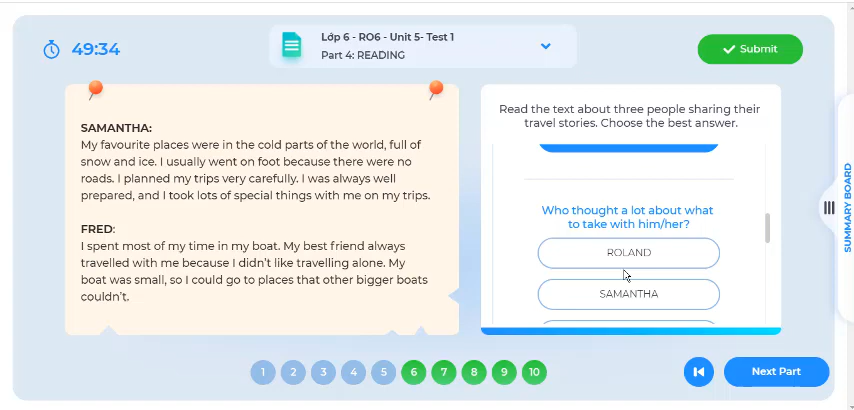 49:34
Lớp 6 - RO6 - Unit 5- Test 1
Part 4: READING
Submit
SAMANTHA:
My favourite places were in the cold parts of the world, full of
snow and ice. I usually went on foot because there were no
roads. I planned my trips very carefully. I was always well
prepared, and I took lots of special things with me on my trips.
FRED:
I spent most of my time in my boat. My best friend always
travelled with me because I didn't like travelling alone. My
boat was small, so I could go to places that other bigger boats
couldn't.
Read the text about three people sharing their
travel stories. Choose the best answer.
Who thought a lot about what
to take with him/her?
ROLAND
SAMANTHA
SUMMARY BOARD
1 2 3 4 5 6 7 8 9 10
Next Part